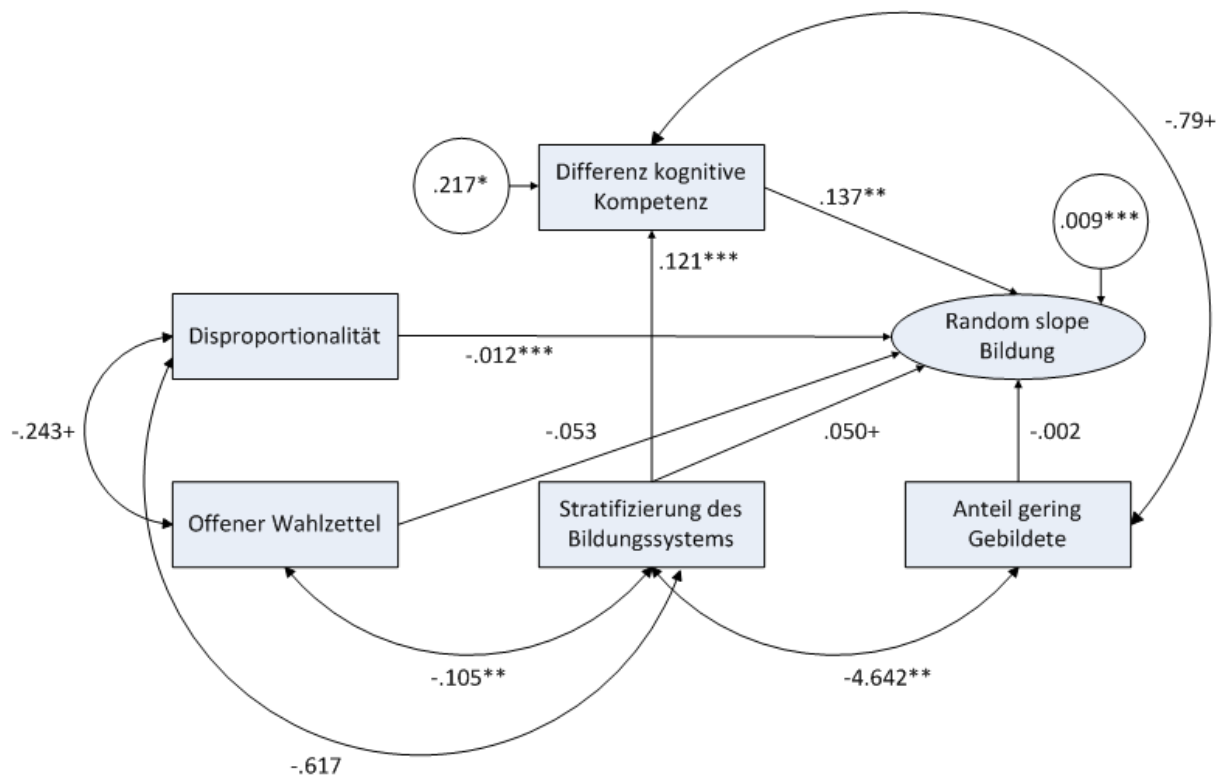 -.79+
Differenz kognitive
Kompetenz
.217*
.137**
.009***
.121***
Disproportionalität
Random slope
Bildung
-.012***
-.243+
-.053
.050+
-.002
Offener Wahlzettel
Stratifizierung des
Bildungssystems
Anteil gering
Gebildete
-.105**
-4.642**
-.617